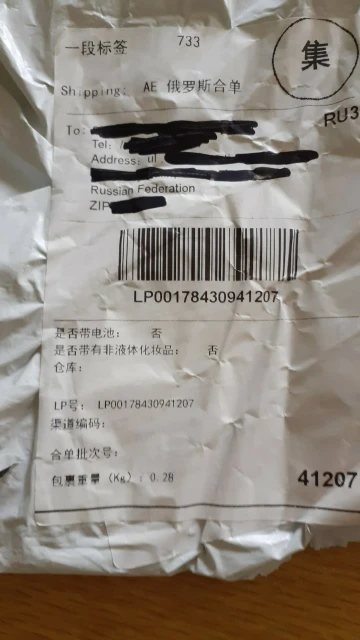 一段标签 733
集
Shipping: AE 俄罗斯合单
RU3
To:
Tel:
Address: ul
Russian Federation
ZIP
LP00178430941207
是否带电池: 否
是否带有非液体化妆品: 否
仓库:
LP号: LP00178430941207
渠道编码:
合单批次号:
包裹重量 (Kg) : 0.28
41207